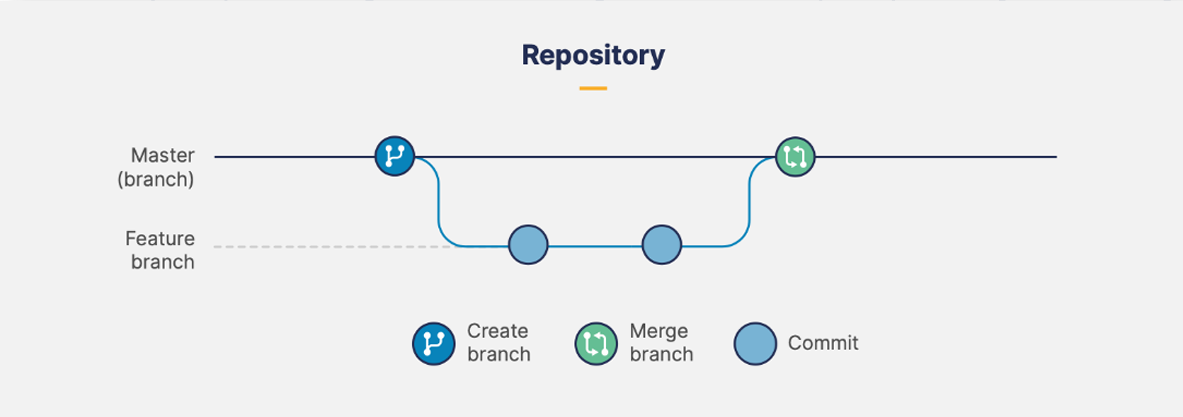 Repository
Master
(branch)
Feature
branch
Create
branch
Merge
branch
Commit